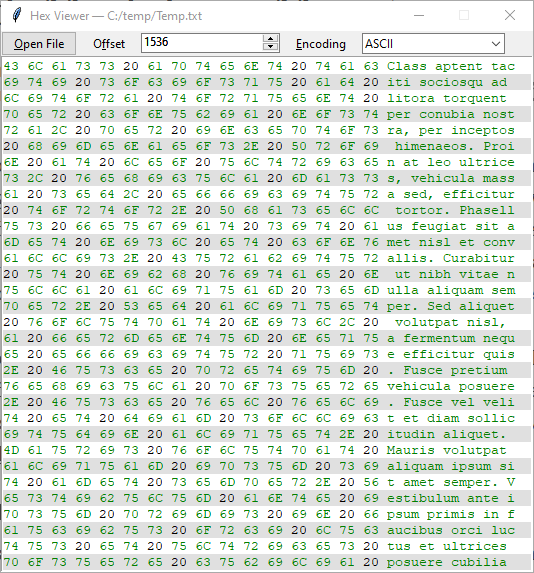 Hex Viewer — C:/temp/Temp.txt
Open File Offset 1536 Encoding ASCII
43 6C 61 73 73 20 61 70 74 65 6E 74 20 74 61 63 Class aptent tac
69 74 69 20 73 6F 63 69 6F 73 71 75 20 61 64 20 iti sociosqu ad
6C 69 74 6F 72 61 20 74 6F 72 71 75 65 6E 74 20 litora torquent
70 65 72 20 63 6F 6E 75 62 69 61 20 6E 6F 73 74 per conubia nost
72 61 2C 20 70 65 72 20 69 6E 63 65 70 74 6F 73 ra, per inceptos
20 68 69 6D 65 6E 61 65 6F 73 2E 20 50 72 6F 69 himenaeos. Proi
6E 20 61 74 20 6C 65 6F 20 75 6C 74 72 69 63 65 n at leo ultrice
73 2C 20 76 65 68 69 63 75 6C 61 20 6D 61 73 73 s, vehicula mass
61 20 73 65 64 2C 20 65 66 66 69 63 69 74 75 72 a sed, efficitur
20 74 6F 72 74 6F 72 2E 20 50 68 61 73 65 6C 6C tortor. Phasell
75 73 20 66 65 75 67 69 61 74 20 73 69 74 20 61 us feugiat sit a
6D 65 74 20 6E 69 73 6C 20 65 74 20 63 6F 6E 76 met nisl et conv
61 6C 6C 69 73 2E 20 43 75 72 61 62 69 74 75 72 allis. Curabitur
20 75 74 20 6E 69 62 68 20 76 69 74 61 65 20 6E ut nibh vitae n
75 6C 6C 61 20 61 6C 69 71 75 61 6D 20 73 65 6D ulla aliquam sem
70 65 72 2E 20 53 65 64 20 61 6C 69 71 75 65 74 per. Sed aliquet
20 76 6F 6C 75 74 70 61 74 20 6E 69 73 6C 2C 20 volutpat nisl,
61 20 66 65 72 6D 65 6E 74 75 6D 20 6E 65 71 75 a fermentum nequ
65 20 65 66 66 69 63 69 74 75 72 20 71 75 69 73 e efficitur quis
2E 20 46 75 73 63 65 20 70 72 65 74 69 75 6D 20 . Fusce pretium
76 65 68 69 63 75 6C 61 20 70 6F 73 75 65 72 65 vehicula posuere
2E 20 46 75 73 63 65 20 76 65 6C 20 76 65 6C 69 . Fusce vel veli
74 20 65 74 20 64 69 61 6D 20 73 6F 6C 6C 69 63 t et diam sollic
69 74 75 64 69 6E 20 61 6C 69 71 75 65 74 2E 20 itudin aliquet.
4D 61 75 72 69 73 20 76 6F 6C 75 74 70 61 74 20 Mauris volutpat
61 6C 69 71 75 61 6D 20 69 70 73 75 6D 20 73 69 aliquam ipsum si
74 20 61 6D 65 74 20 73 65 6D 70 65 72 2E 20 56 t amet semper. V
65 73 74 69 62 75 6C 75 6D 20 61 6E 74 65 20 69 estibulum ante i
70 73 75 6D 20 70 72 69 6D 69 73 20 69 6E 20 66 psum primis in f
61 75 63 69 62 75 73 20 6F 72 63 69 20 6C 75 63 aucibus orci luc
74 75 73 20 65 74 20 75 6C 74 72 69 63 65 73 20 tus et ultrices
70 6F 73 75 65 72 65 20 63 75 62 69 6C 69 61 20 posuere cubilia